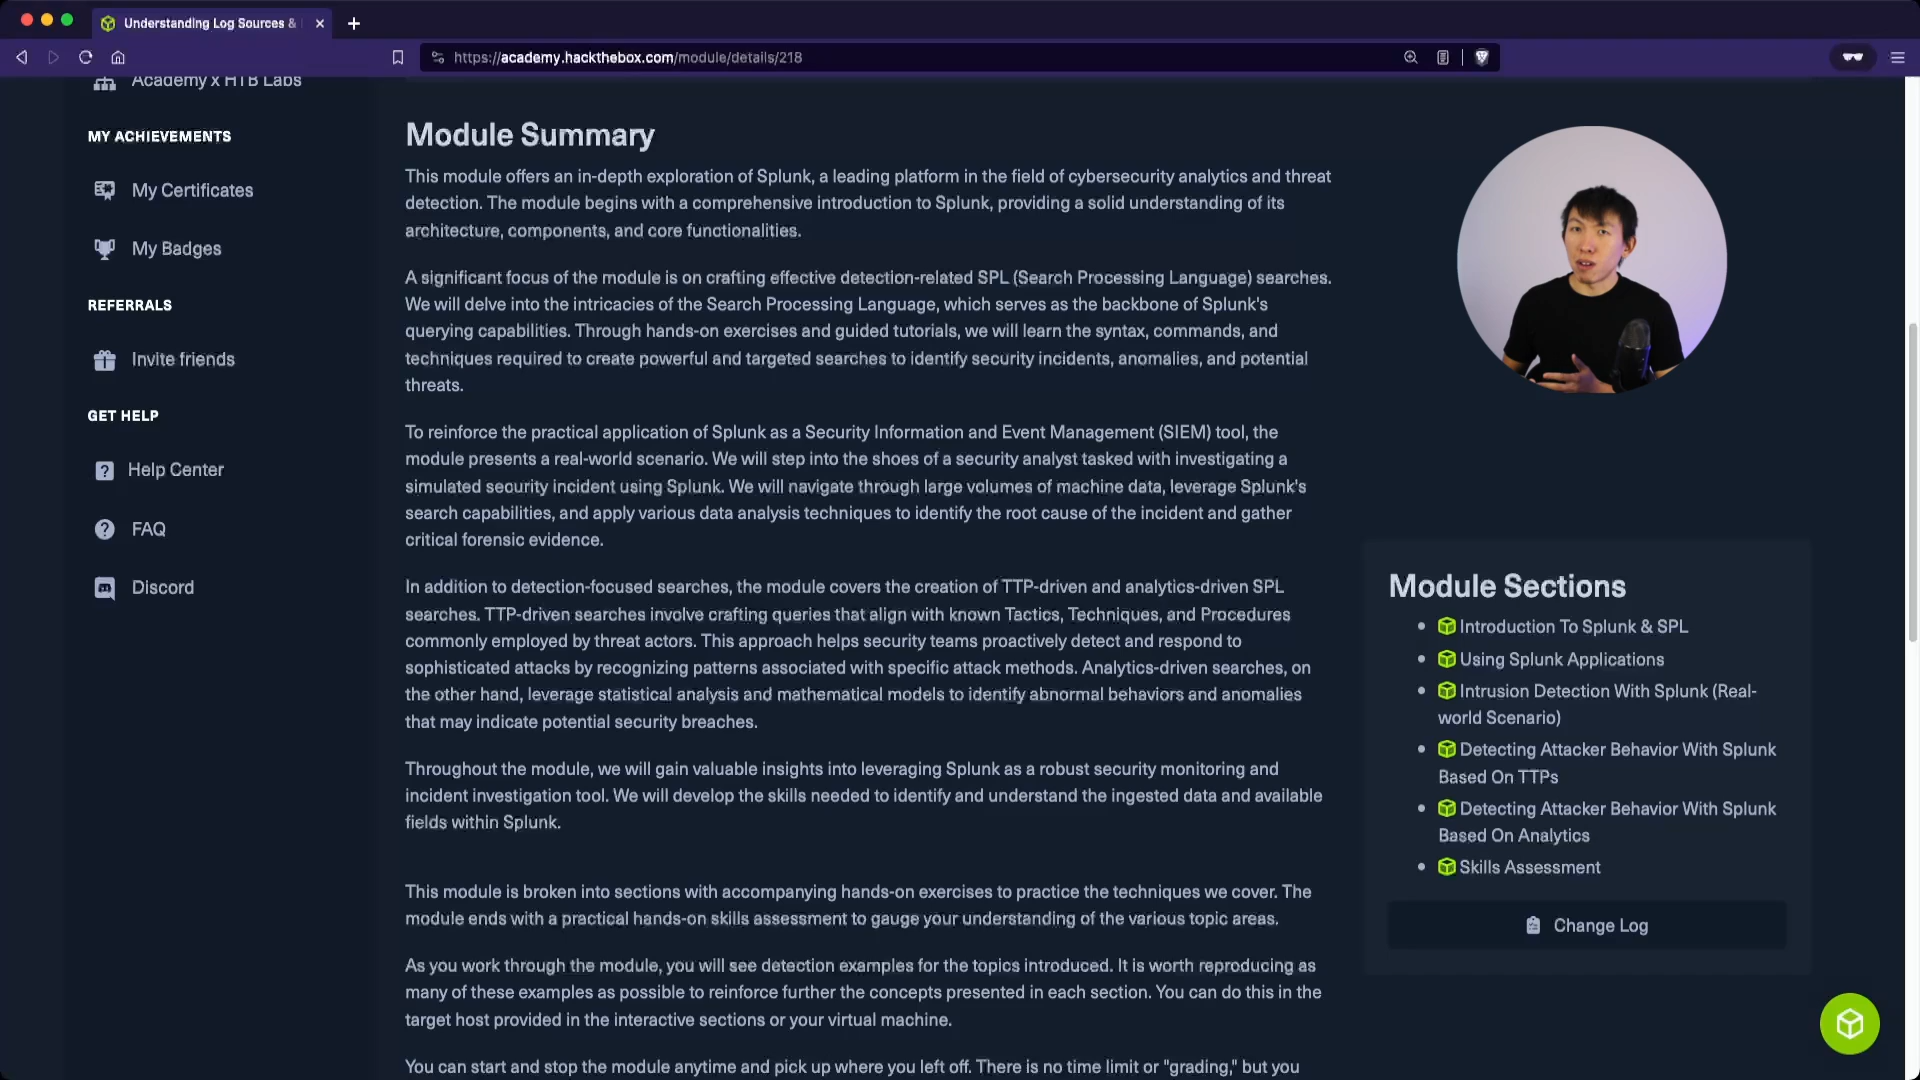 Understanding Log Sources &
https://academy.hackthebox.com/module/details/218
Academy x HTB Labs
MY ACHIEVEMENTS
My Certificates
My Badges
REFERRALS
Invite friends
GET HELP
Help Center
FAQ
Discord
Module Summary
This module offers an in-depth exploration of Splunk, a leading platform in the field of cybersecurity analytics and threat
detection. The module begins with a comprehensive introduction to Splunk, providing a solid understanding of its
architecture, components, and core functionalities.
A significant focus of the module is on crafting effective detection-related SPL (Search Processing Language) searches.
We will delve into the intricacies of the Search Processing Language, which serves as the backbone of Splunk's
querying capabilities. Through hands-on exercises and guided tutorials, we will learn the syntax, commands, and
techniques required to create powerful and targeted searches to identify security incidents, anomalies, and potential
threats.
To reinforce the practical application of Splunk as a Security Information and Event Management (SIEM) tool, the
module presents a real-world scenario. We will step into the shoes of a security analyst tasked with investigating a
simulated security incident using Splunk. We will navigate through large volumes of machine data, leverage Splunk's
search capabilities, and apply various data analysis techniques to identify the root cause of the incident and gather
critical forensic evidence.
In addition to detection-focused searches, the module covers the creation of TTP-driven and analytics-driven SPL
searches. TTP-driven searches involve crafting queries that align with known Tactics, Techniques, and Procedures
commonly employed by threat actors. This approach helps security teams proactively detect and respond to
sophisticated attacks by recognizing patterns associated with specific attack methods. Analytics-driven searches, on
the other hand, leverage statistical analysis and mathematical models to identify abnormal behaviors and anomalies
that may indicate potential security breaches.
Throughout the module, we will gain valuable insights into leveraging Splunk as a robust security monitoring and
incident investigation tool. We will develop the skills needed to identify and understand the ingested data and available
fields within Splunk.
This module is broken into sections with accompanying hands-on exercises to practice the techniques we cover. The
module ends with a practical hands-on skills assessment to gauge your understanding of the various topic areas.
As you work through the module, you will see detection examples for the topics introduced. It is worth reproducing as
many of these examples as possible to reinforce further the concepts presented in each section. You can do this in the
target host provided in the interactive sections or your virtual machine.
You can start and stop the module anytime and pick up where you left off. There is no time limit or "grading," but you
Module Sections
Introduction To Splunk & SPL
Using Splunk Applications
Intrusion Detection With Splunk (Real-
world Scenario)
Detecting Attacker Behavior With Splunk
Based On TTPs
Detecting Attacker Behavior With Splunk
Based On Analytics
Skills Assessment
Change Log